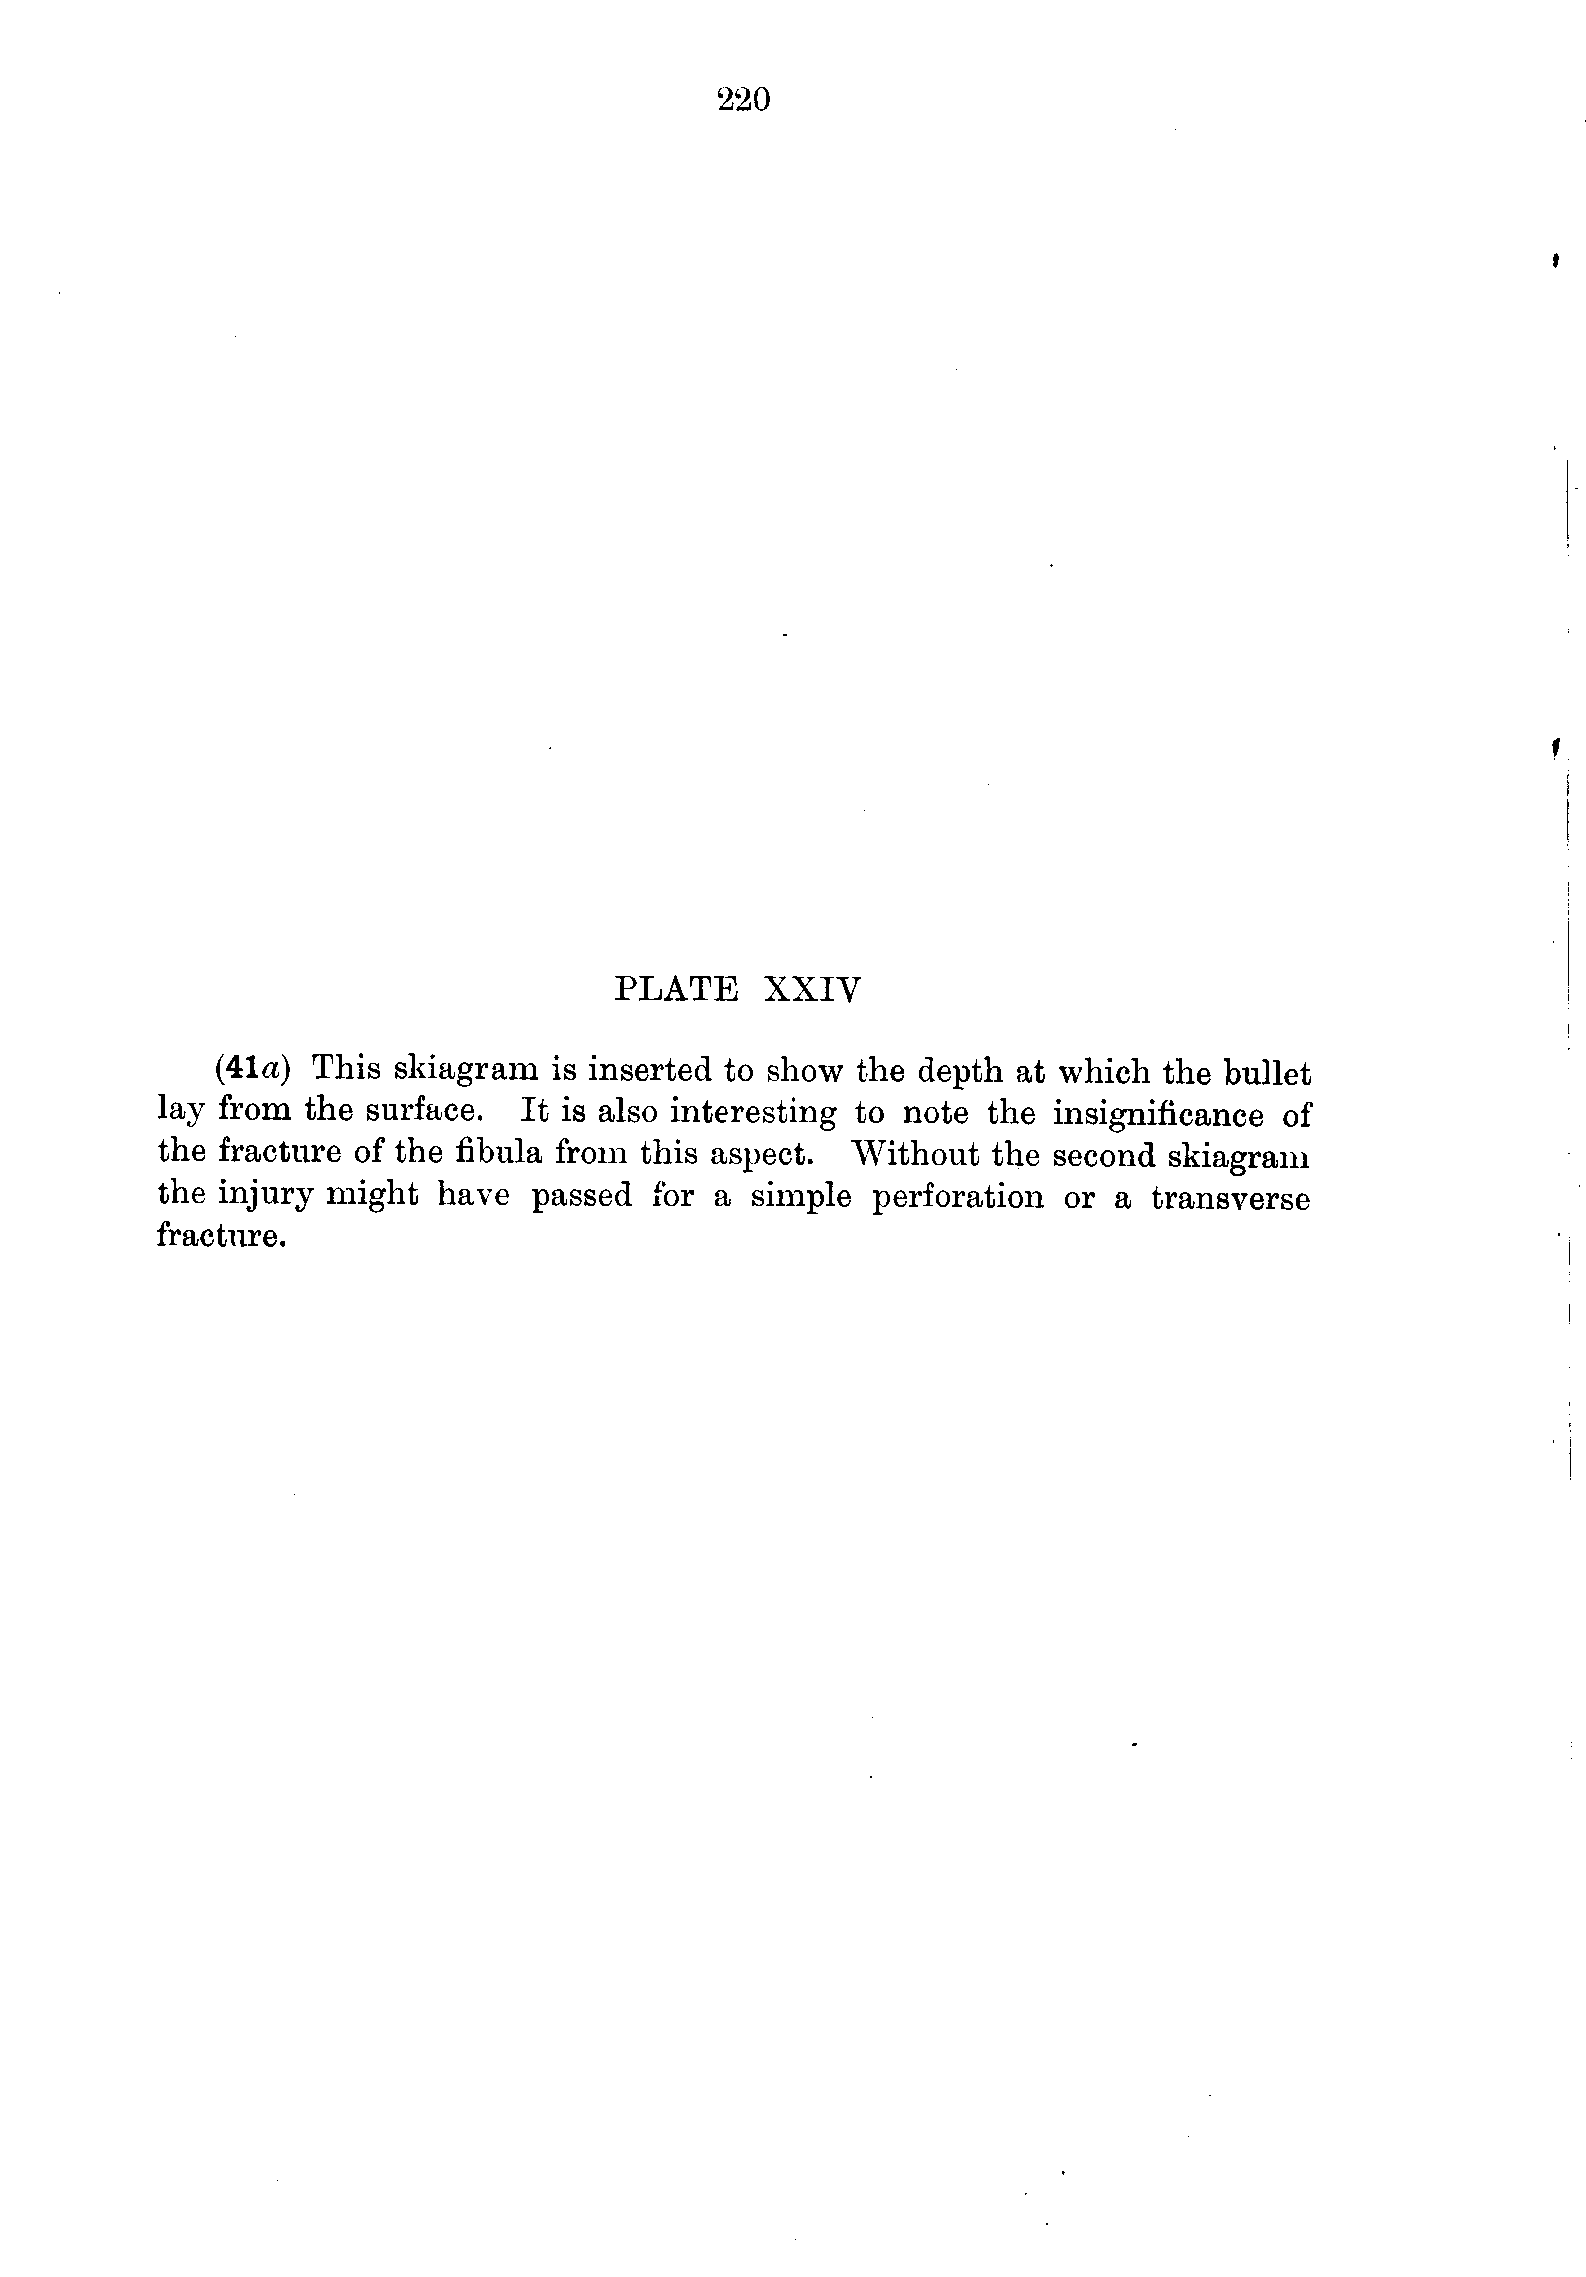 220
PLATE XXIV
(41a) This skiagram is inserted to show the depth at which the bullet
lay from the surface. It is also interesting to note the insignificance of
the fracture of the fibula from this aspect. Without the second skiagram
the injury might have passed for a simple perforation or a transverse
fracture.